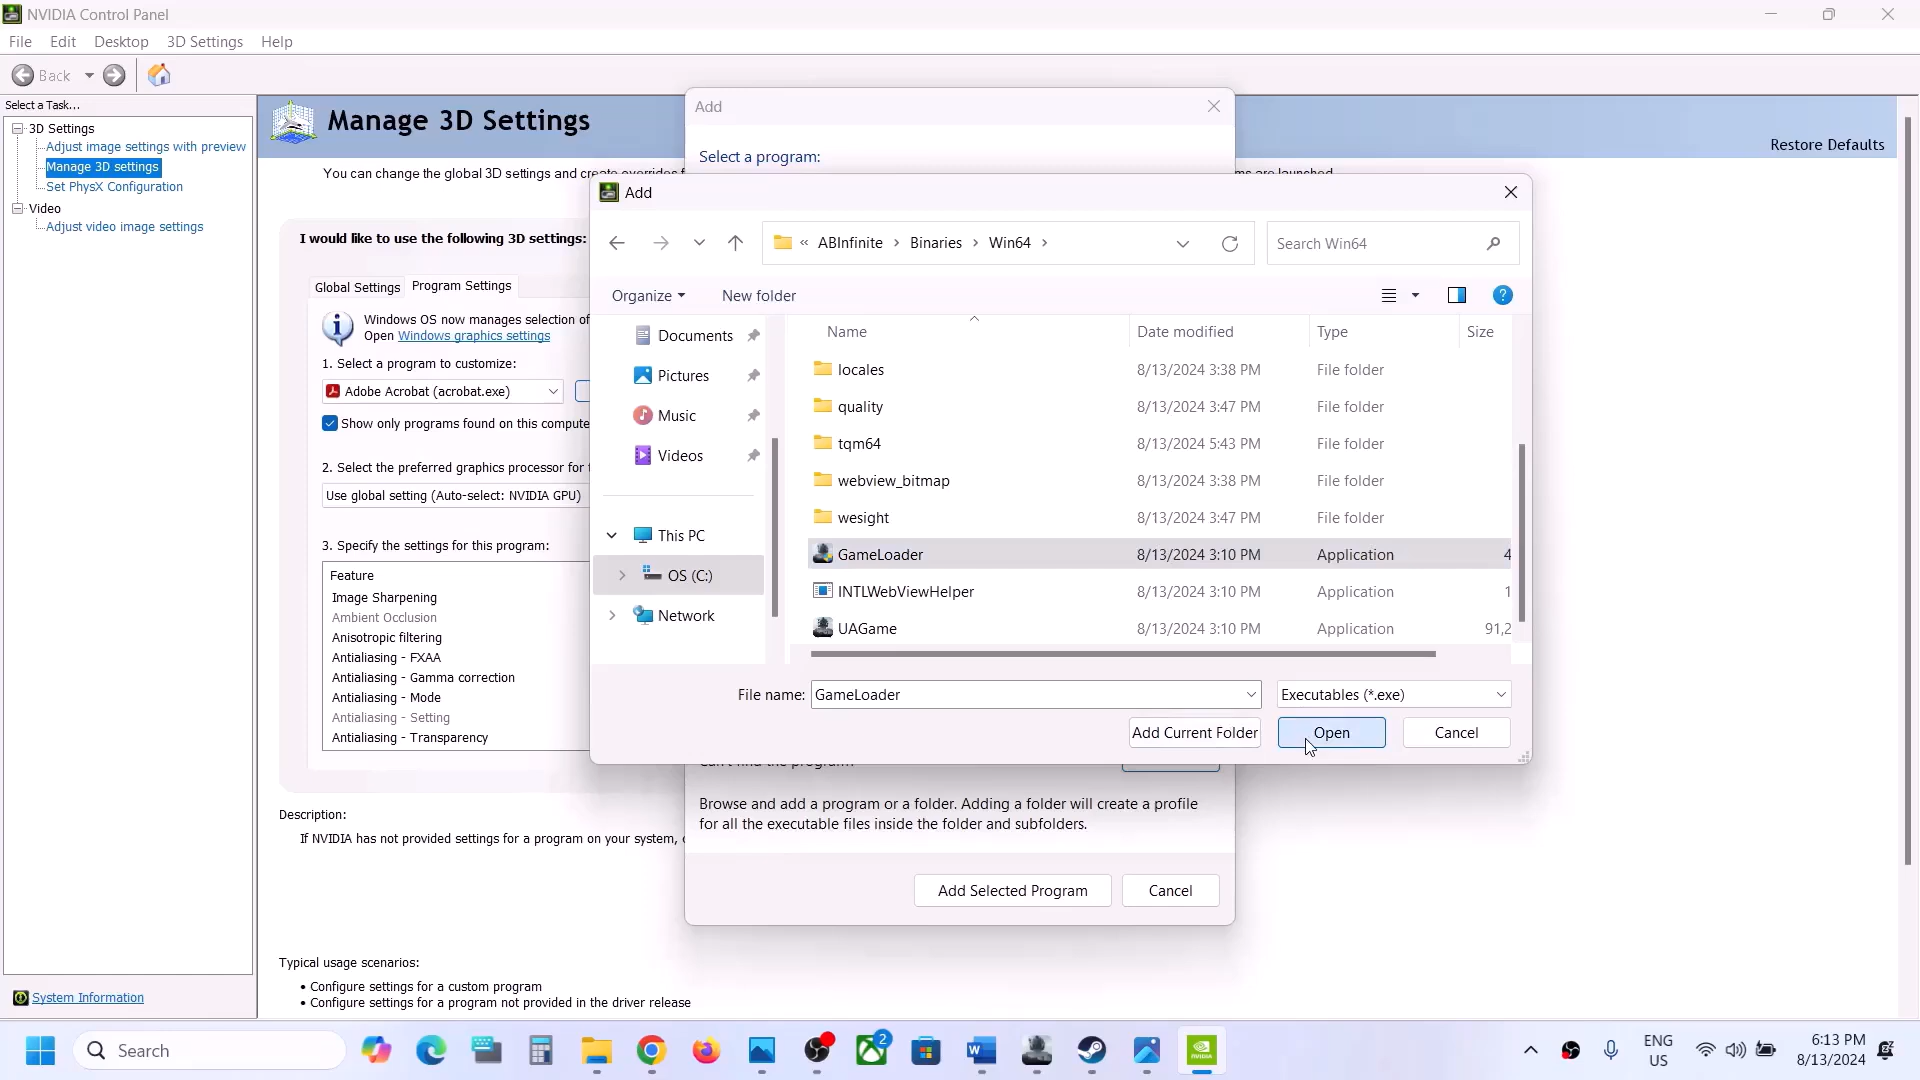 NVIDIA Control Panel
File Edit Desktop 3D Settings Help
Back
Select a Task...
3D Settings
Adjust image settings with preview
Manage 3D settings
Set PhysX Configuration
Video
Adjust video image settings
System Information
Manage 3D Settings
Restore Defaults
You can change the global 3D settings and create overrides
are launched.
I would like to use the following 3D settings:
Global Settings Program Settings
Windows OS now manages selection of
Open Windows graphics settings
1. Select a program to customize:
Adobe Acrobat (acrobat.exe)
Show only programs found on this compute
2. Select the preferred graphics processor for
Use global setting (Auto-select: NVIDIA GPU)
3. Specify the settings for this program:
Feature
Image Sharpening
Ambient Occlusion
Anisotropic filtering
Antialiasing - FXAA
Antialiasing - Gamma correction
Antialiasing - Mode
Antialiasing - Setting
Antialiasing - Transparency
Description:
If NVIDIA has not provided settings for a program on your system,
Typical usage scenarios:
• Configure settings for a custom program
• Configure settings for a program not provided in the driver release
Add
Select a program:
Add
« ABInfinite › Binaries › Win64 ›
Search Win64
Organize New folder
Documents
Pictures
Music
Videos
This PC
OS (C:)
Network
Name Date modified Type Size
locales 8/13/2024 3:38 PM File folder
quality 8/13/2024 3:47 PM File folder
tqm64 8/13/2024 5:43 PM File folder
webview_bitmap 8/13/2024 3:38 PM File folder
wesight 8/13/2024 3:47 PM File folder
GameLoader 8/13/2024 3:10 PM Application 4
INTLWebViewHelper 8/13/2024 3:10 PM Application 1
UAGame 8/13/2024 3:10 PM Application 91,2
File name: GameLoader Executables (*.exe)
Add Current Folder Open Cancel
Browse and add a program or a folder. Adding a folder will create a profile
for all the executable files inside the folder and subfolders.
Add Selected Program Cancel
Search
2
ENG
US
6:13 PM
8/13/2024